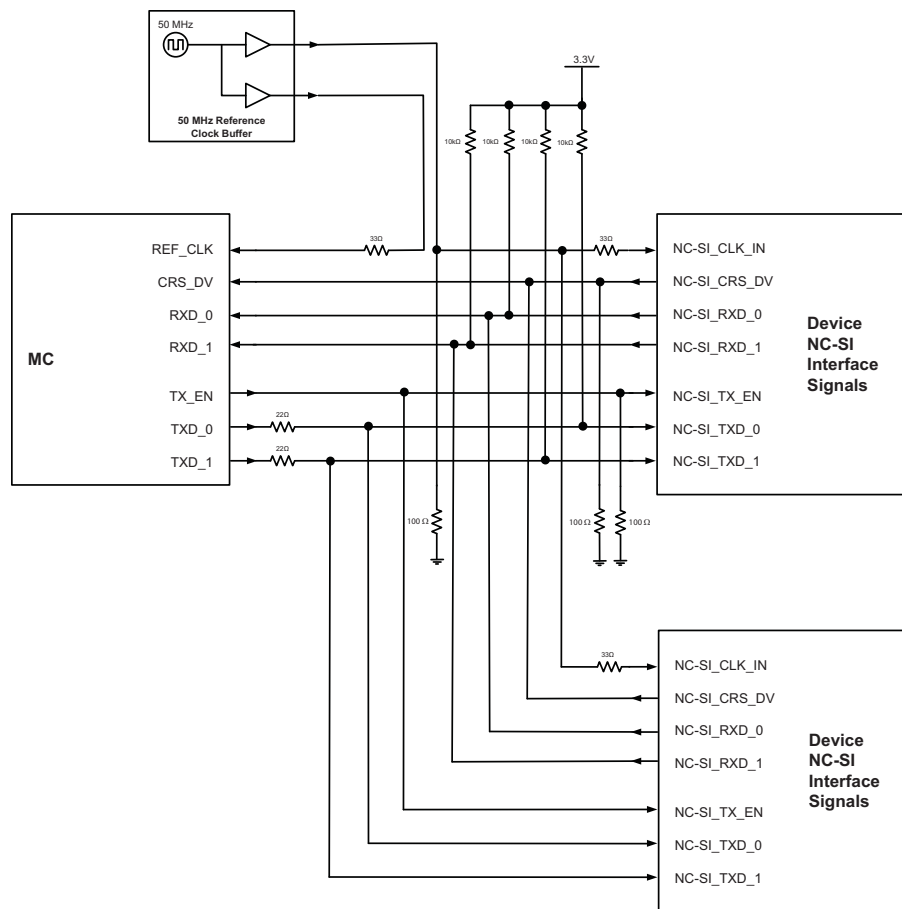 50 MHz
50 MHz Reference
Clock Buffer
3.3V
10kΩ
10kΩ
10kΩ
10kΩ
MC
REF_CLK
CRS_DV
RXD_0
RXD_1
TX_EN
TXD_0
TXD_1
33Ω
22Ω
22Ω
33Ω
100 Ω
100 Ω
100 Ω
NC-SI_CLK_IN
NC-SI_CRS_DV
NC-SI_RXD_0
NC-SI_RXD_1
NC-SI_TX_EN
NC-SI_TXD_0
NC-SI_TXD_1
Device
NC-SI
Interface
Signals
33Ω
NC-SI_CLK_IN
NC-SI_CRS_DV
NC-SI_RXD_0
NC-SI_RXD_1
NC-SI_TX_EN
NC-SI_TXD_0
NC-SI_TXD_1
Device
NC-SI
Interface
Signals